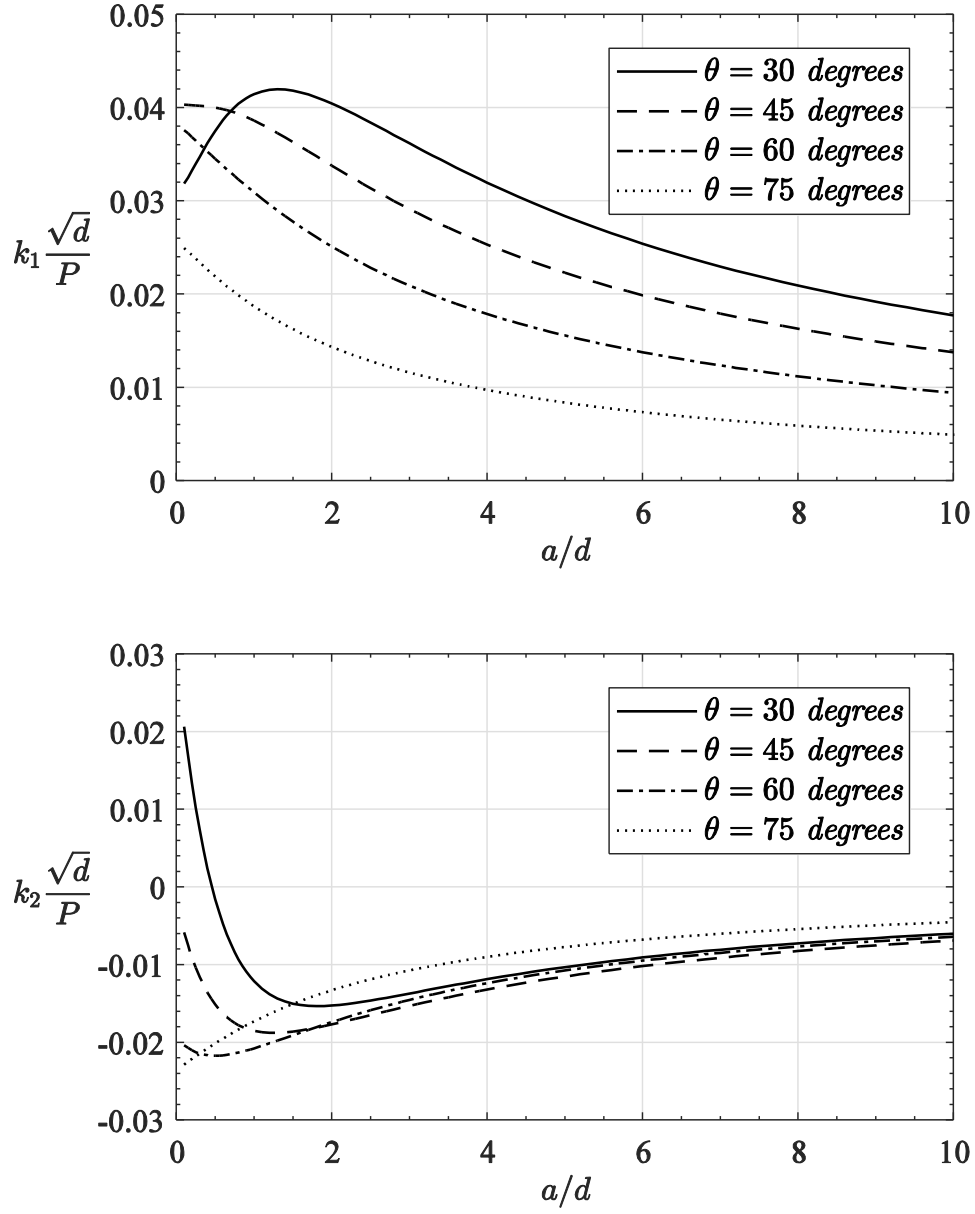 0.05
0.04
0.03
0.02
0.01
0
k₁ √d/P
θ = 30 degrees
θ = 45 degrees
θ = 60 degrees
θ = 75 degrees
0 2 4 6 8 10
a/d
0.03
0.02
0.01
0
-0.01
-0.02
-0.03
k₂ √d/P
θ = 30 degrees
θ = 45 degrees
θ = 60 degrees
θ = 75 degrees
0 2 4 6 8 10
a/d